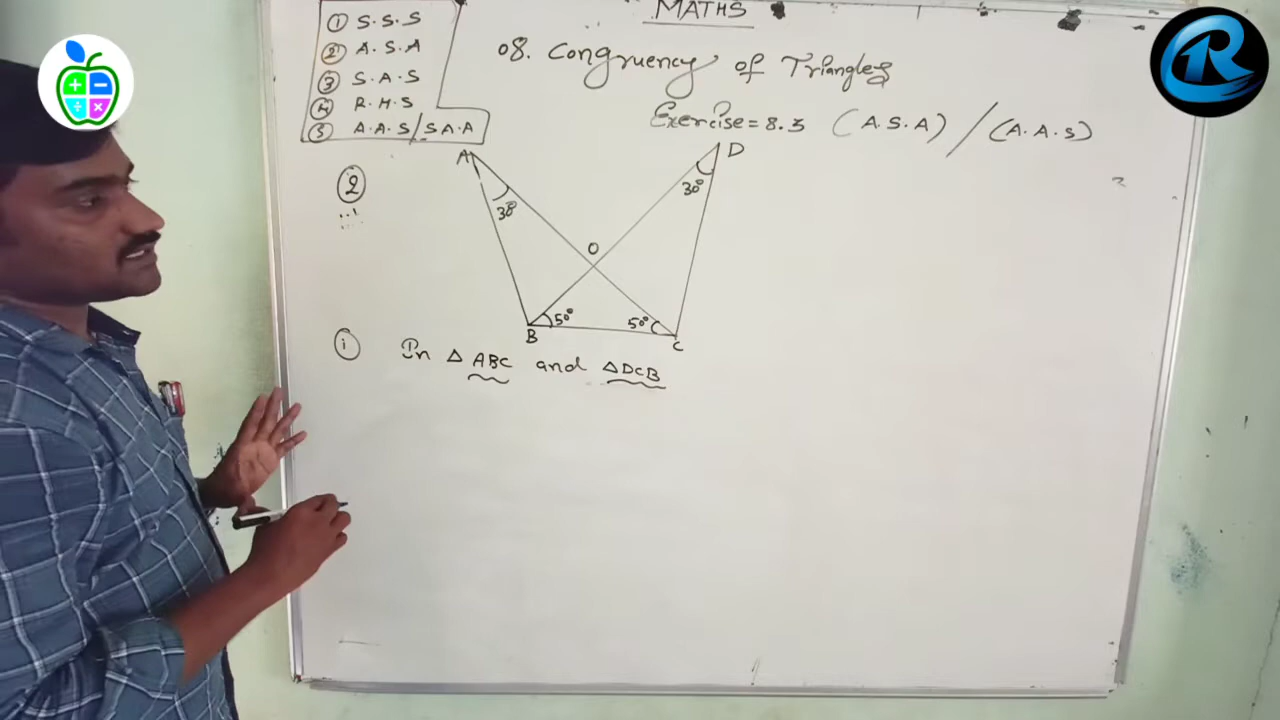 MATHS
① S.S.S
② A.S.A
③ S.A.S
④ R.H.S
⑤ A.A.S/SAA
08. Congruency of Triangles
Exercise = 8.3 (A.S.A) / (A.A.S)
②
A
D
30°
30°
O
50°
50°
B
C
ⓘ In △ ABC and △DCB
R
+ −
÷ ×